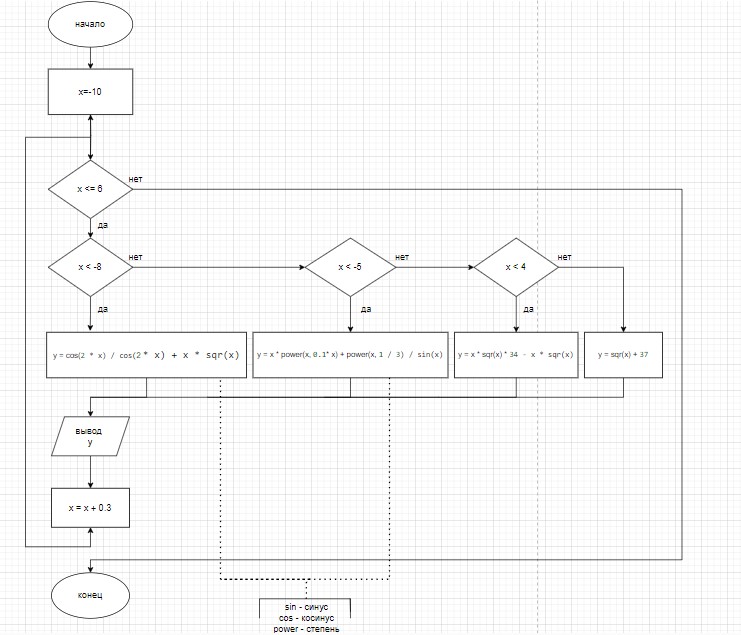 начало
x=-10
x <= 6
нет
да
x < -8
нет
x < -5
нет
x < 4
нет
да
да
да
y = cos(2 * x) / cos(2 * x) + x * sqr(x)
y = x * power(x, 0.1* x) + power(x, 1 / 3) / sin(x)
y = x * sqr(x) * 34 - x * sqr(x)
y = sqr(x) + 37
вывод
y
x = x + 0.3
конец
sin - синус
cos - косинус
power - степень